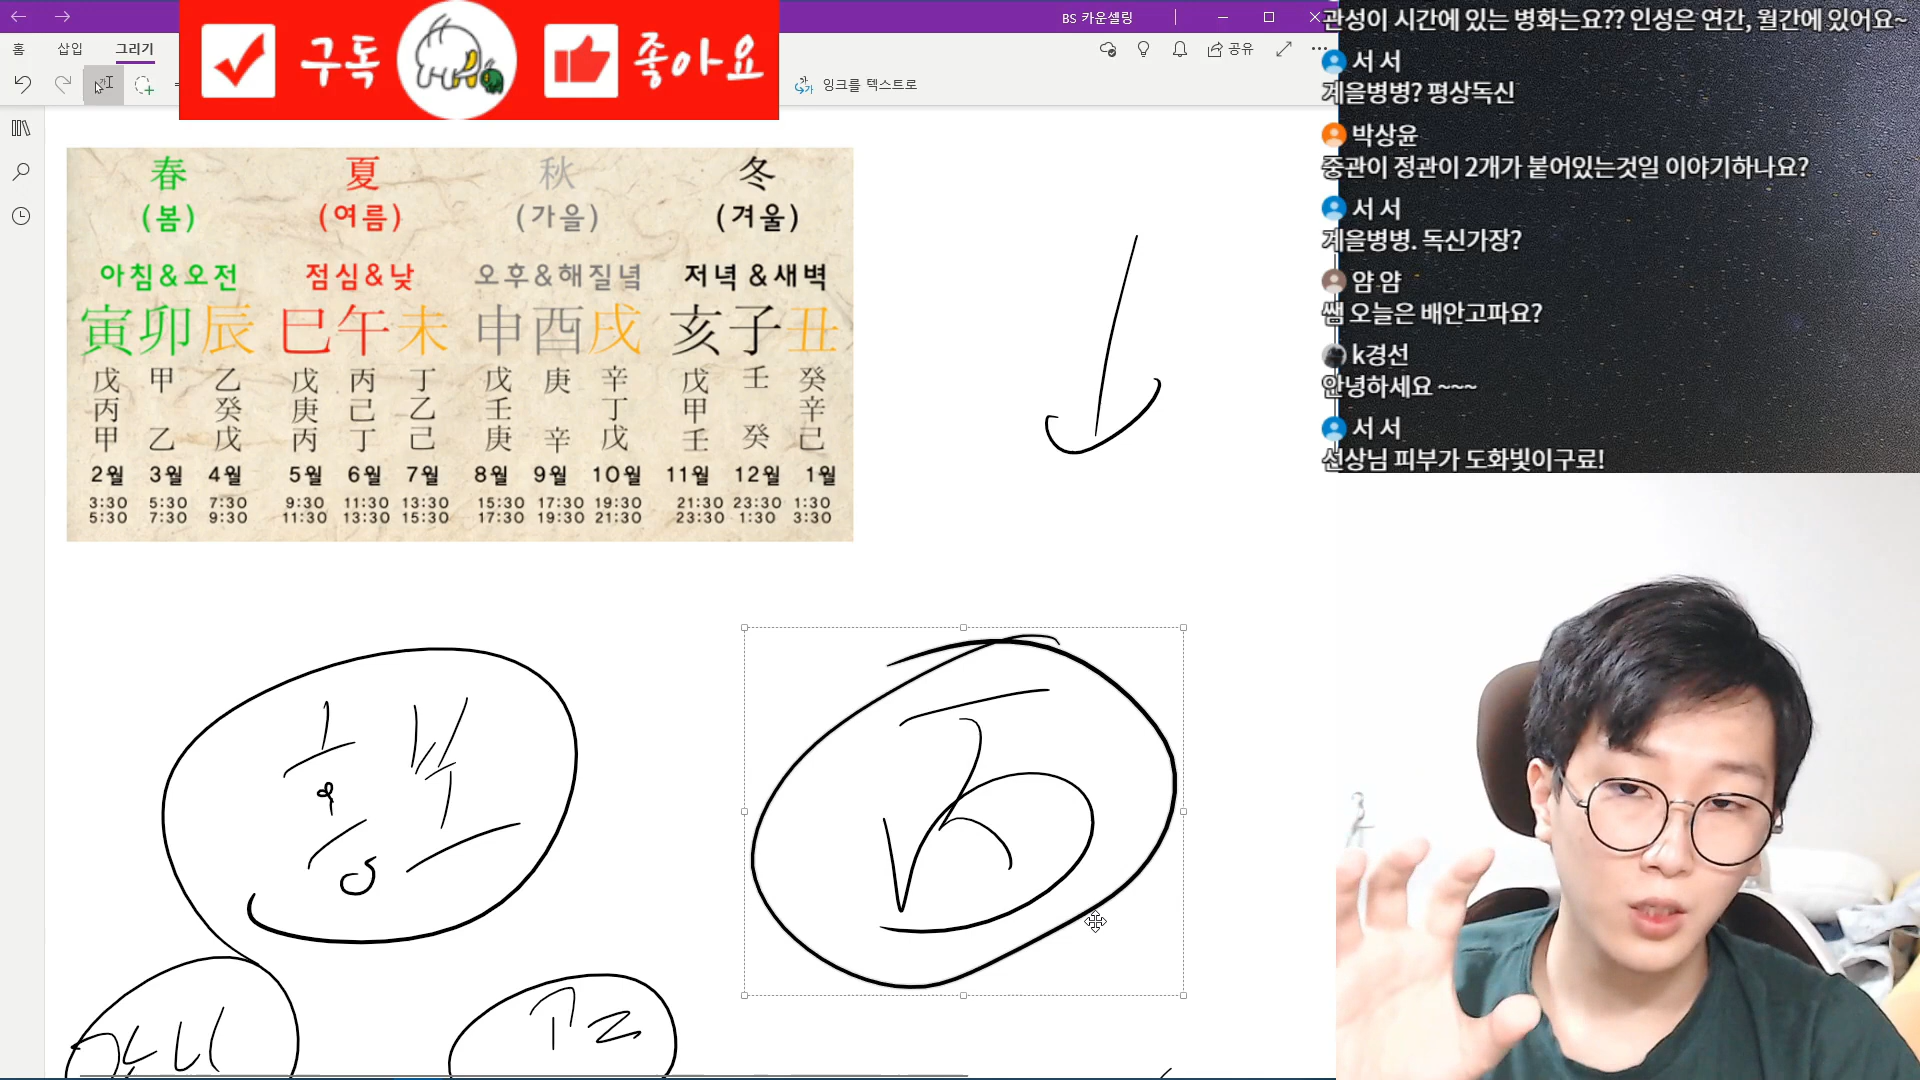 BS 카운슬링
홈 삽입 그리기
공유
잉크를 텍스트로
구독 좋아요
春 夏 秋 冬
(봄) (여름) (가을) (겨울)
아침&오전 점심&낮 오후&해질녘 저녁&새벽
寅卯辰 巳午未 申酉戌 亥子丑
戊 甲 乙 戊 丙 丁 戊 庚 辛 戊 壬 癸
丙 癸 庚 己 乙 壬 丁 甲 辛
甲 乙 戊 丙 丁 己 庚 辛 戊 壬 癸 己
2월 3월 4월 5월 6월 7월 8월 9월 10월 11월 12월 1월
3:30 5:30 7:30 9:30 11:30 13:30 15:30 17:30 19:30 21:30 23:30 1:30
5:30 7:30 9:30 11:30 13:30 15:30 17:30 19:30 21:30 23:30 1:30 3:30
행복
관성이 시간에 있는 병화는요?? 인성은 연간, 월간에 있어요~
서 서
계을병병? 평상독신
박상윤
중관이 정관이 2개가 붙어있는것일 이야기하나요?
서 서
계을병병. 독신가장?
얌 얌
쌤 오늘은 배안고파요?
k경선
안녕하세요 ~~~
서 서
선상님 피부가 도화빛이구료!